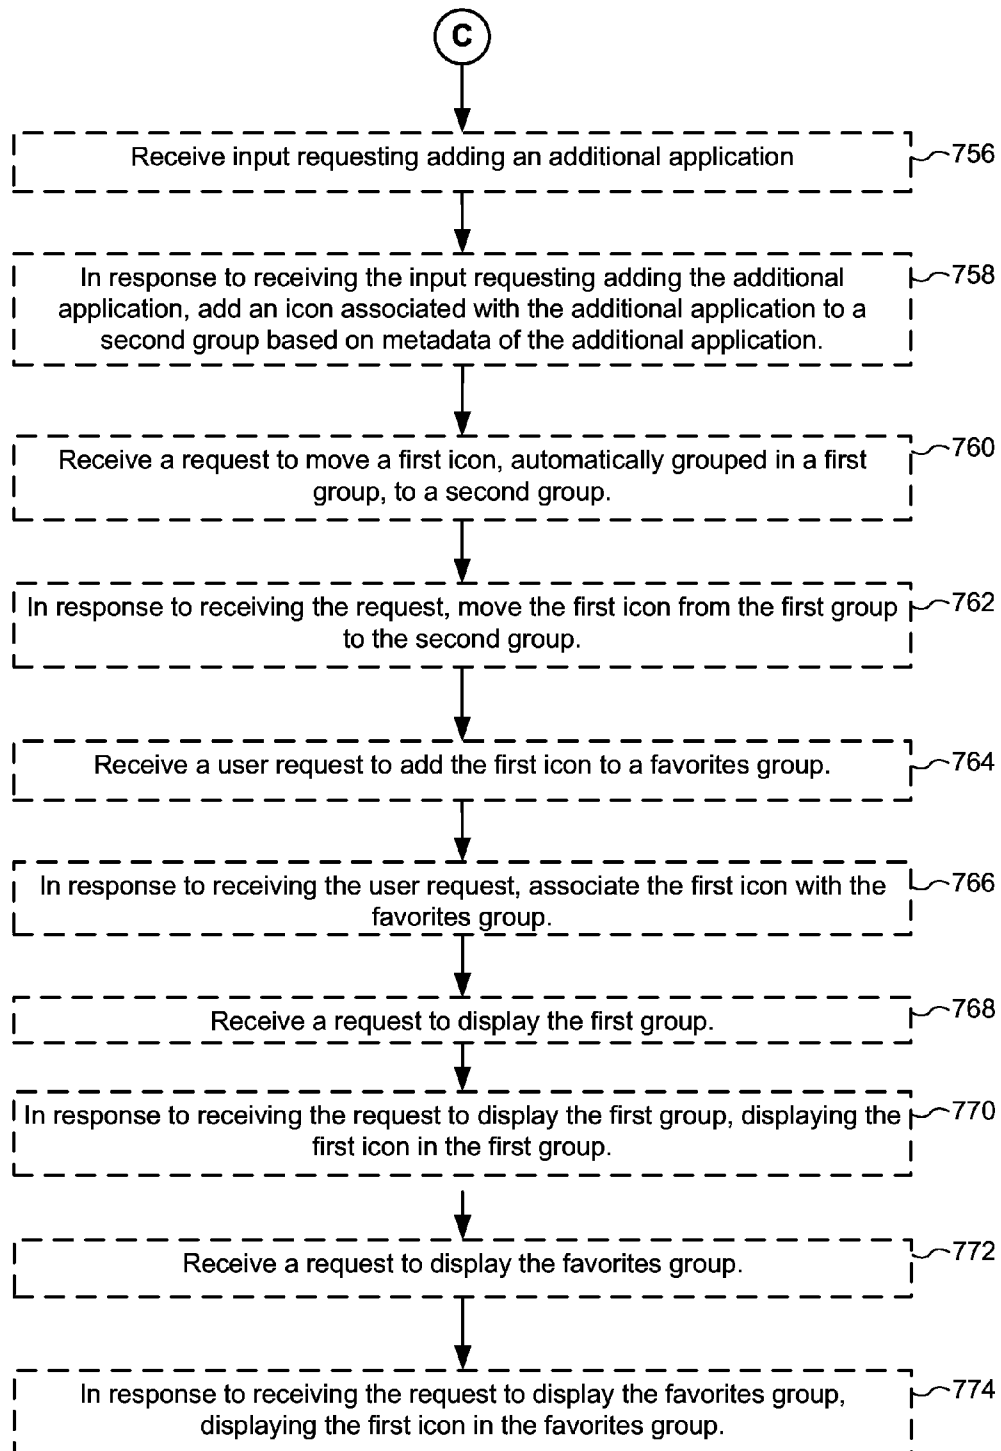 C
Receive input requesting adding an additional application
756
In response to receiving the input requesting adding the additional
application, add an icon associated with the additional application to a
second group based on metadata of the additional application.
758
Receive a request to move a first icon, automatically grouped in a first
group, to a second group.
760
In response to receiving the request, move the first icon from the first group
to the second group.
762
Receive a user request to add the first icon to a favorites group.
764
In response to receiving the user request, associate the first icon with the
favorites group.
766
Receive a request to display the first group.
768
In response to receiving the request to display the first group, displaying the
first icon in the first group.
770
Receive a request to display the favorites group.
772
In response to receiving the request to display the favorites group,
displaying the first icon in the favorites group.
774